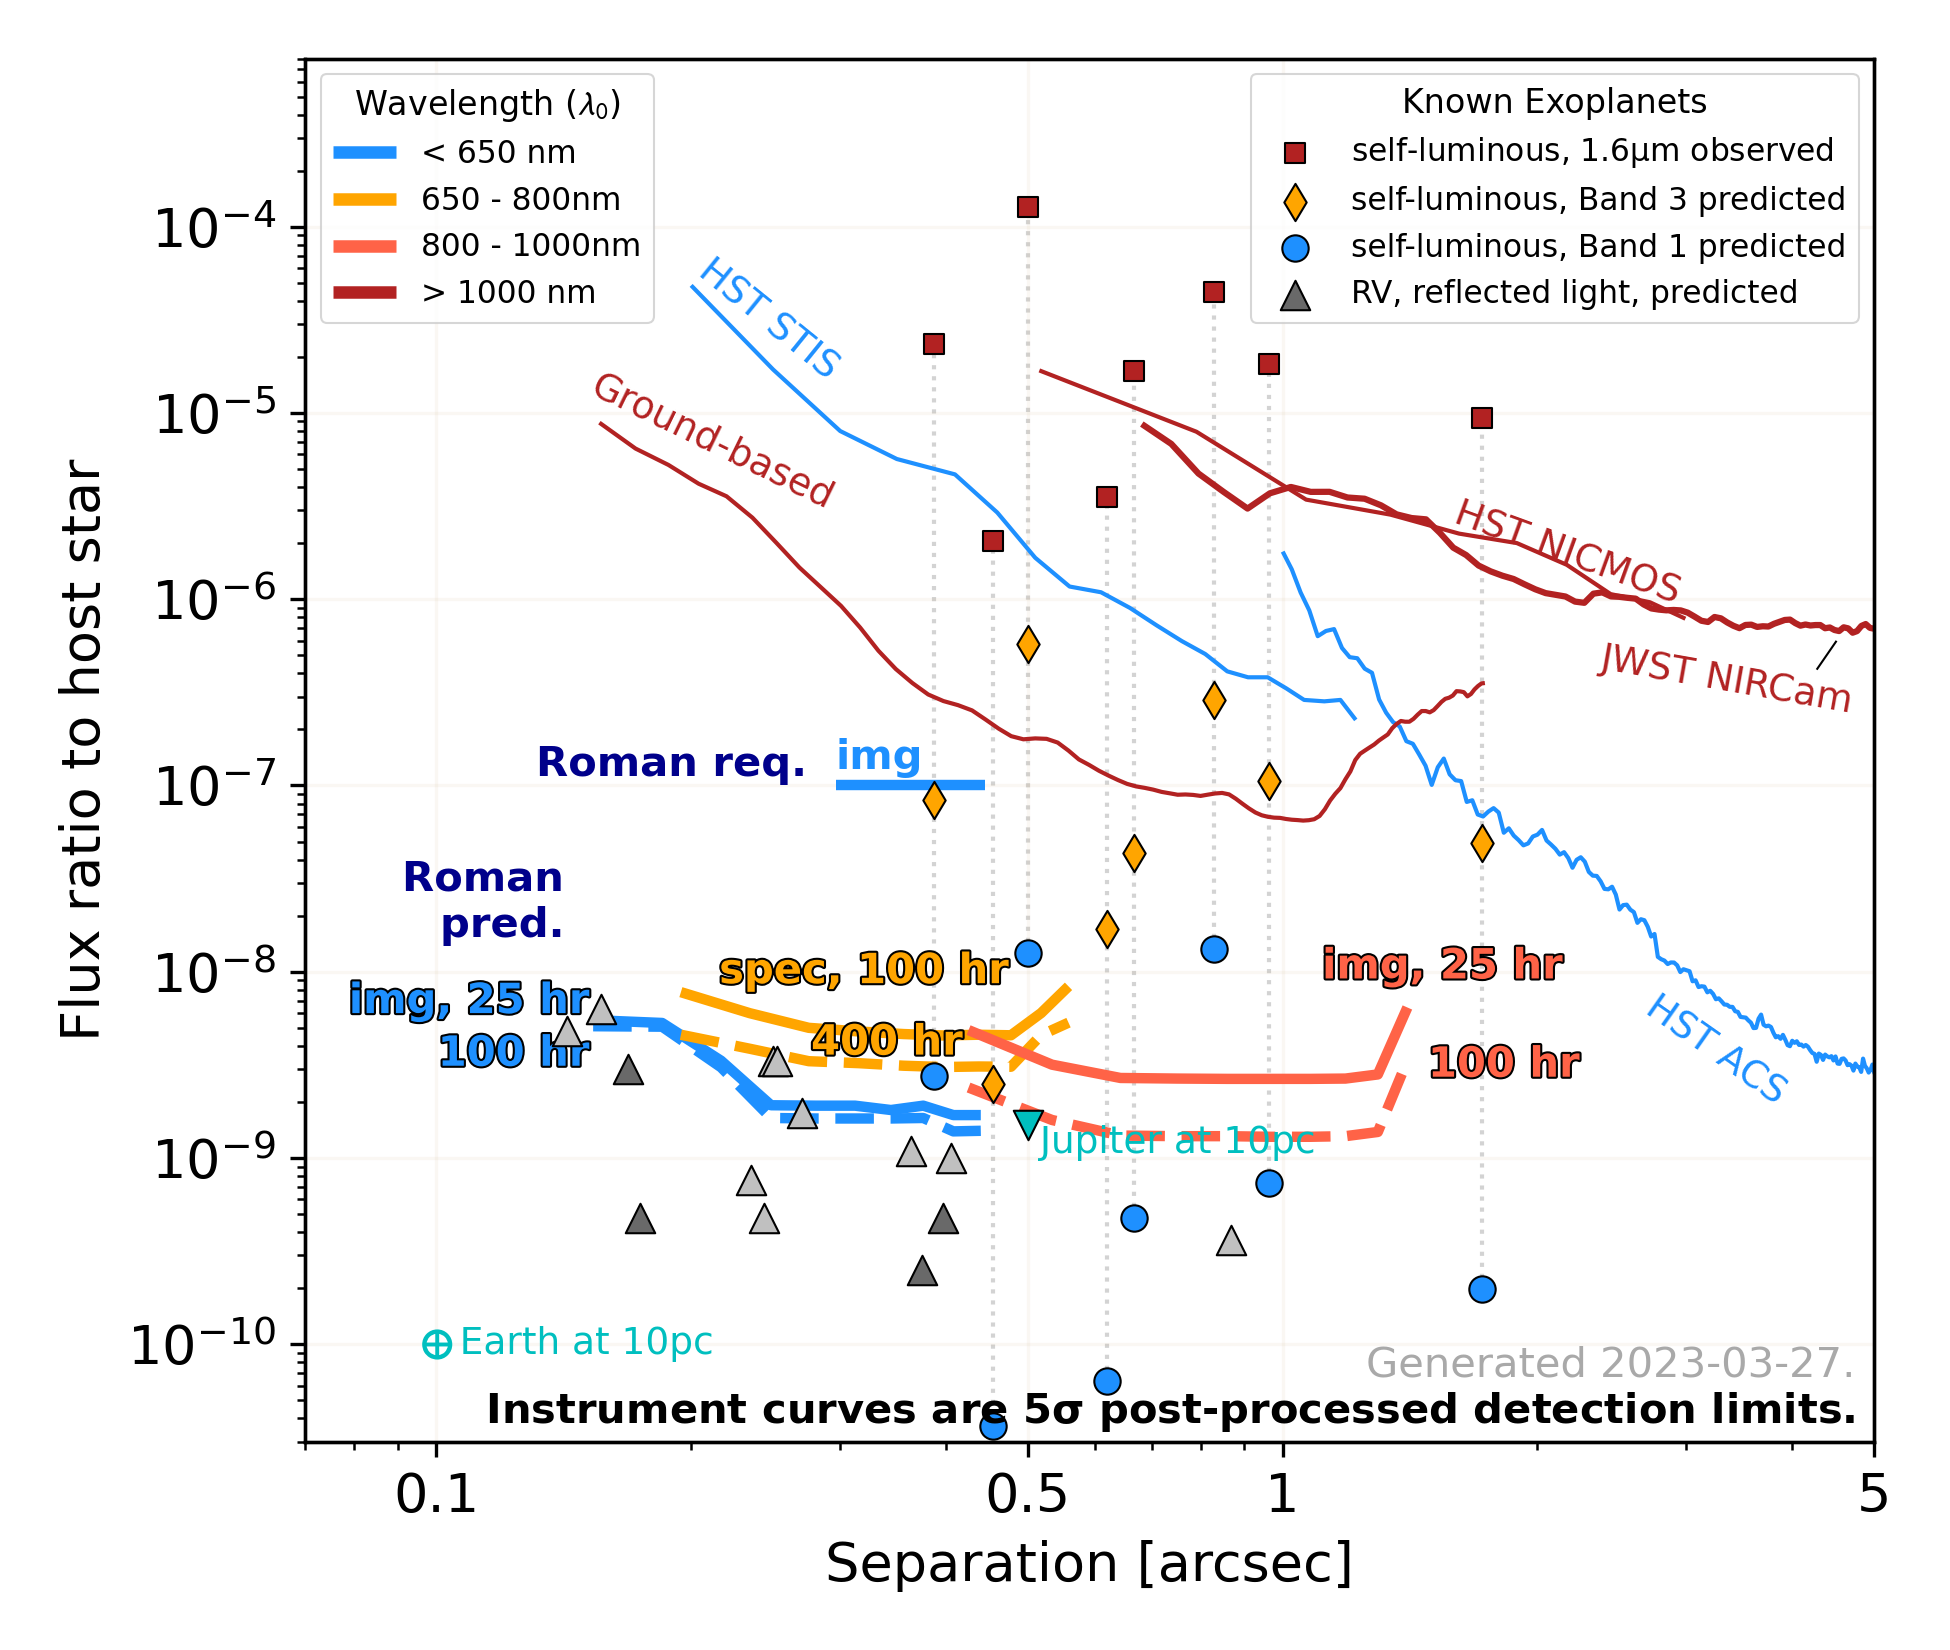 Wavelength (λ₀)
< 650 nm
650 - 800nm
800 - 1000nm
> 1000 nm
Known Exoplanets
self-luminous, 1.6μm observed
self-luminous, Band 3 predicted
self-luminous, Band 1 predicted
RV, reflected light, predicted
Flux ratio to host star
10⁻⁴
10⁻⁵
10⁻⁶
10⁻⁷
10⁻⁸
10⁻⁹
10⁻¹⁰
HST STIS
Ground-based
HST NICMOS
JWST NIRCam
Roman req.
img
Roman
pred.
spec, 100 hr
img, 25 hr
img, 25 hr
400 hr
100 hr
100 hr
HST ACS
Jupiter at 10pc
Earth at 10pc
Generated 2023-03-27.
Instrument curves are 5σ post-processed detection limits.
0.1
0.5
1
5
Separation [arcsec]